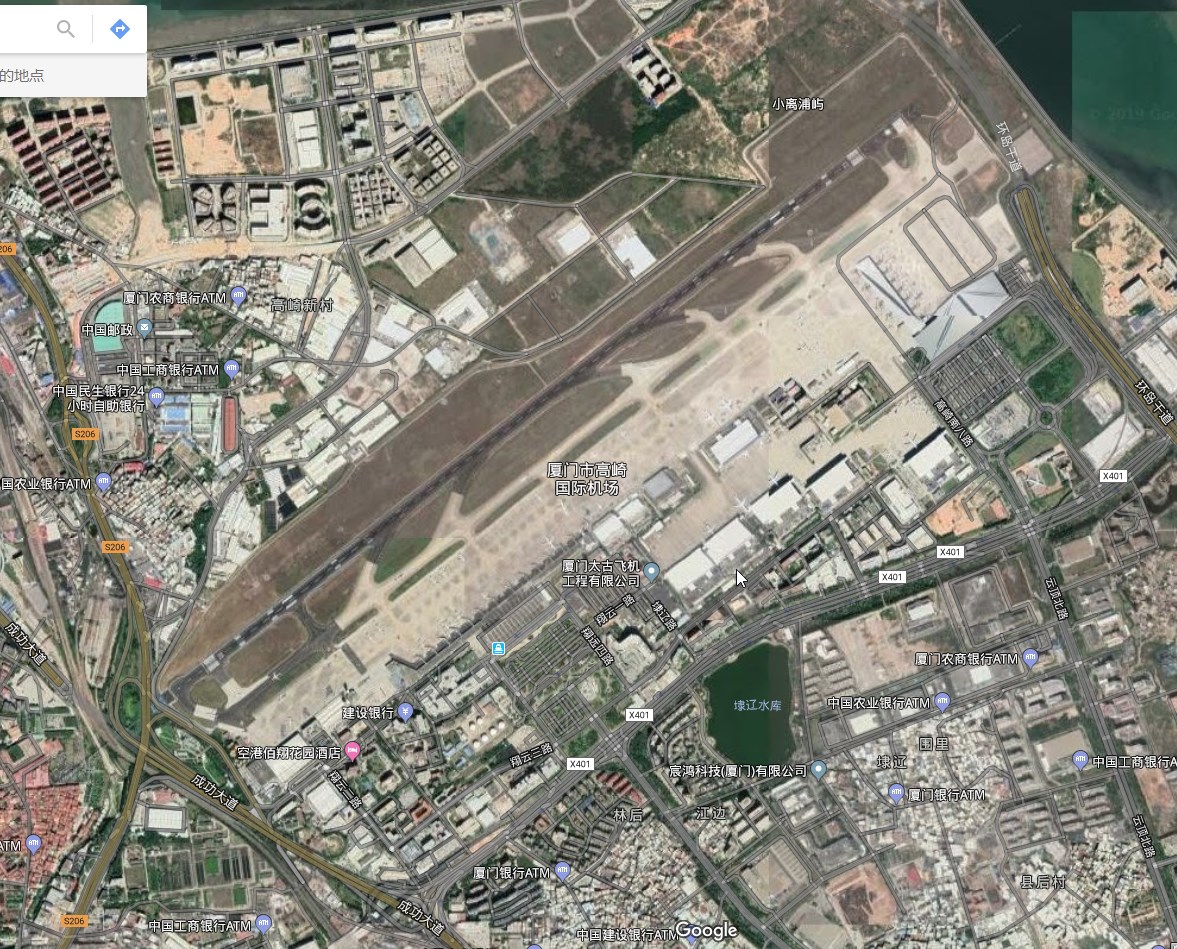 的地点
小离浦屿
© 2019 Goo
环岛干道
S206
厦门农商银行ATM
高崎新村
中国邮政
中国工商银行ATM
中国民生银行24
小时自助银行
S206
环岛干道
高崎南八路
国农业银行ATM
厦门市高崎
国际机场
X401
S206
X401
厦门太古飞机
工程有限公司
X401
翔云一路
埭辽路
云顶北路
成功大道
翔远四路
厦门农商银行ATM
建设银行
X401
埭辽水库
中国农业银行ATM
空港佰翔花园酒店
翔云三路
围里
X401
埭辽
中国工商银行A
宸鸿科技(厦门)有限公司
成功大道
翔云二路
厦门银行ATM
林后
江边
云顶北路
ATM
厦门银行ATM
县后村
S206
中国工商银行ATM
成功大道
中国建设银行ATM
Google